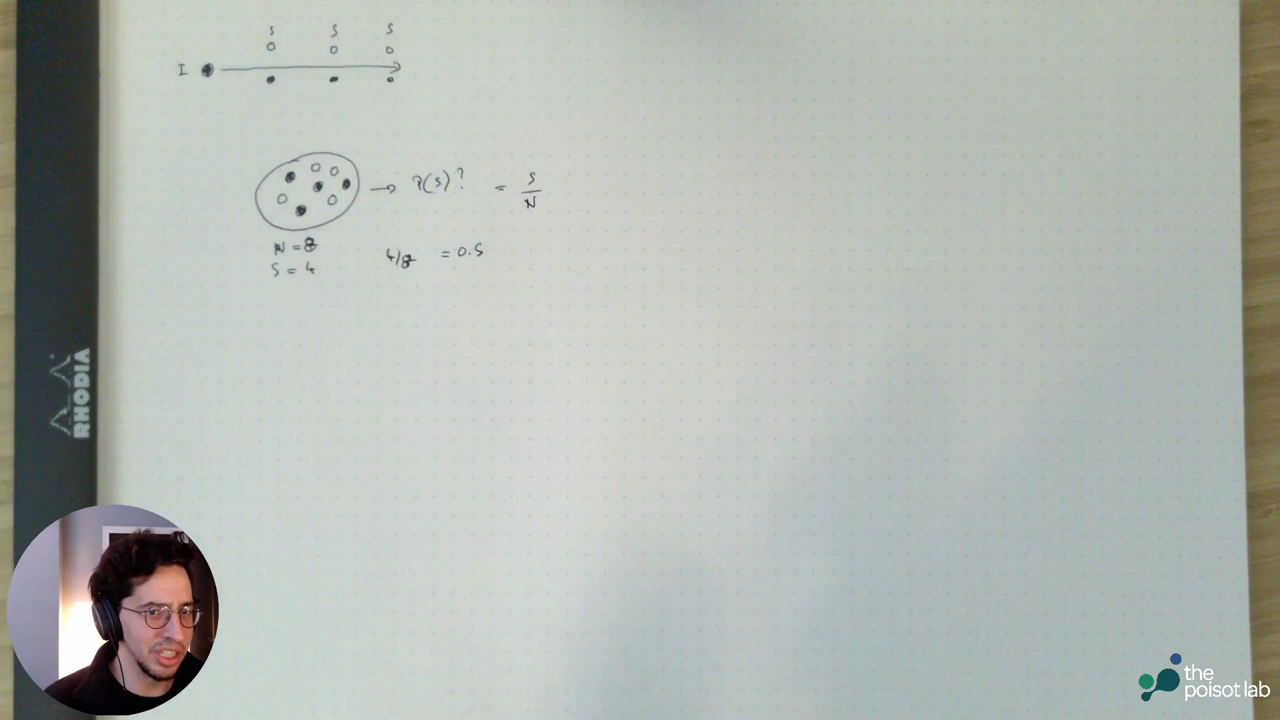 S S S
I
P(S)? = S/N
N = 8
S = 4
4/8 = 0.5
RHODIA
the
poisot lab